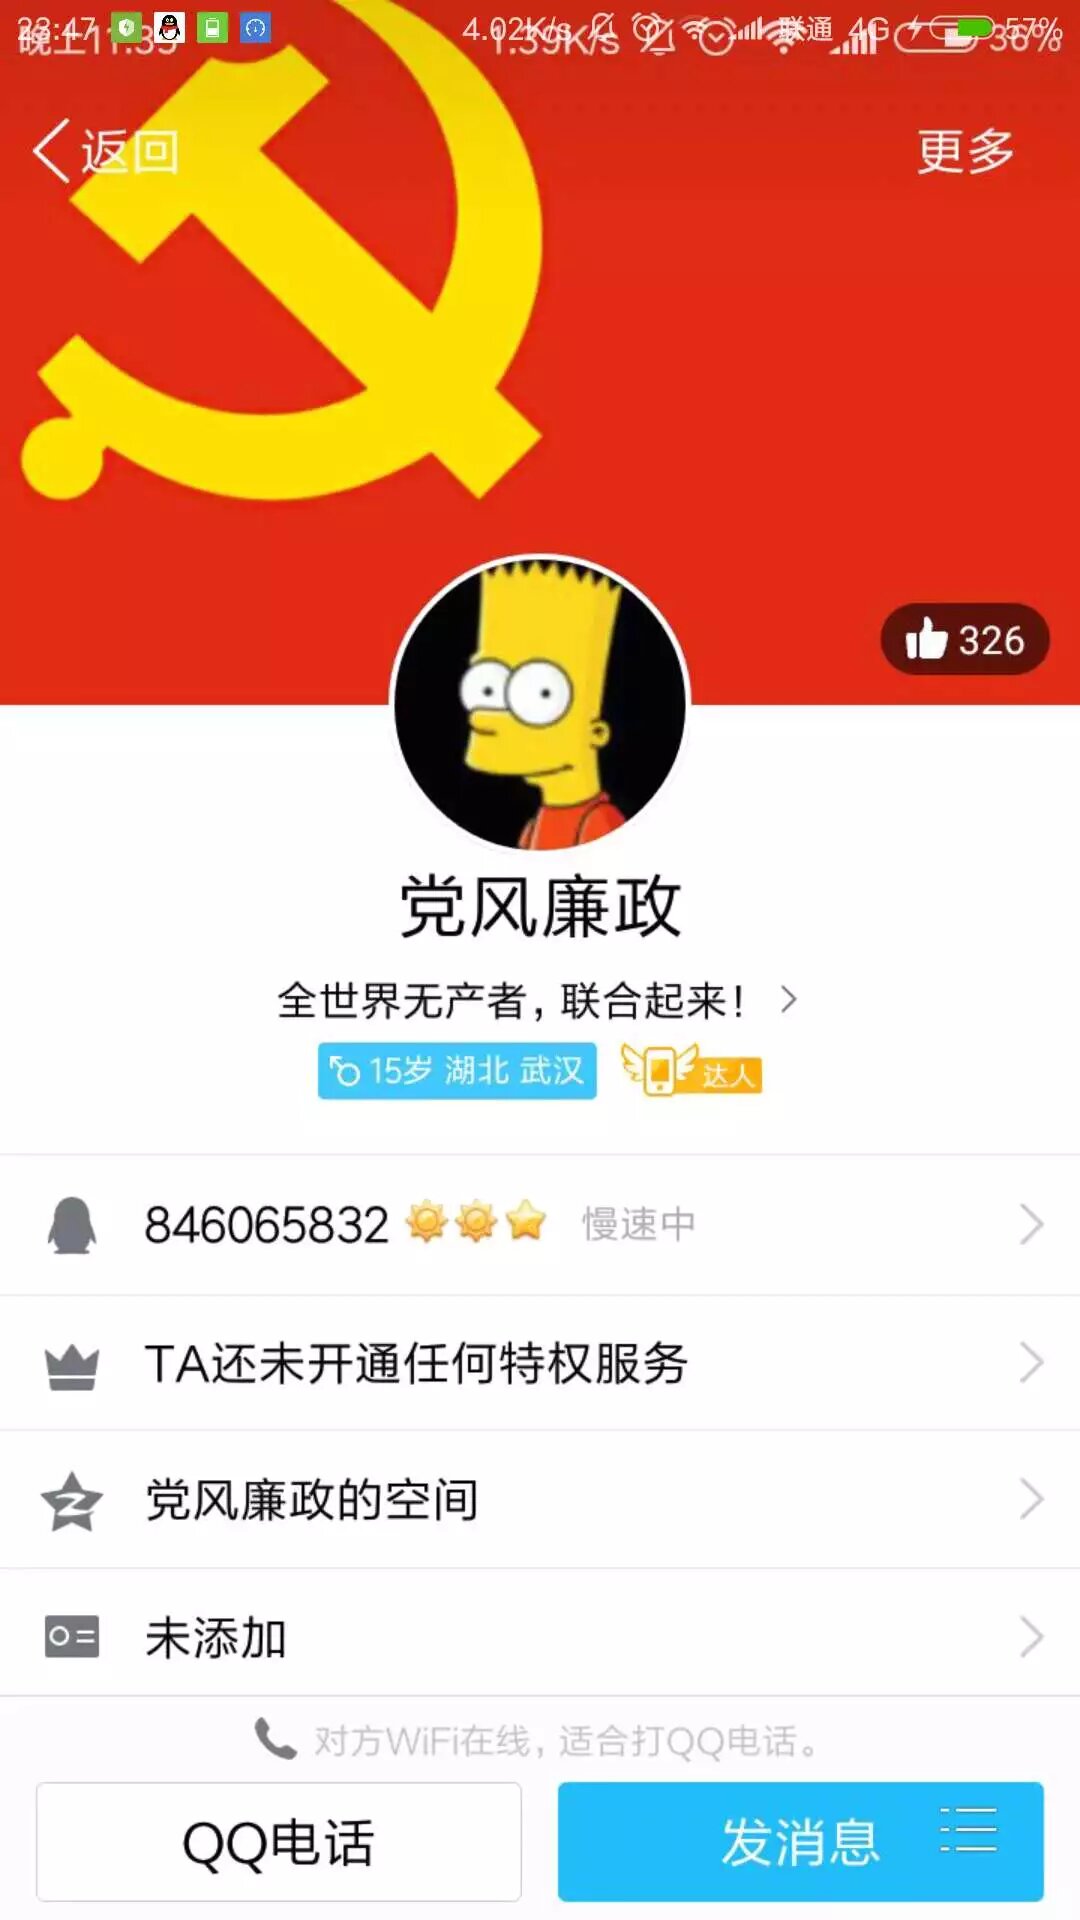 23:47 4.02K/s 联通 4G 57%
晚上11:35 1.39K/s 36%
返回 更多
326
党风廉政
全世界无产者，联合起来！
15岁 湖北 武汉 达人
846065832 慢速中
TA还未开通任何特权服务
党风廉政的空间
未添加
对方WiFi在线，适合打QQ电话。
QQ电话 发消息